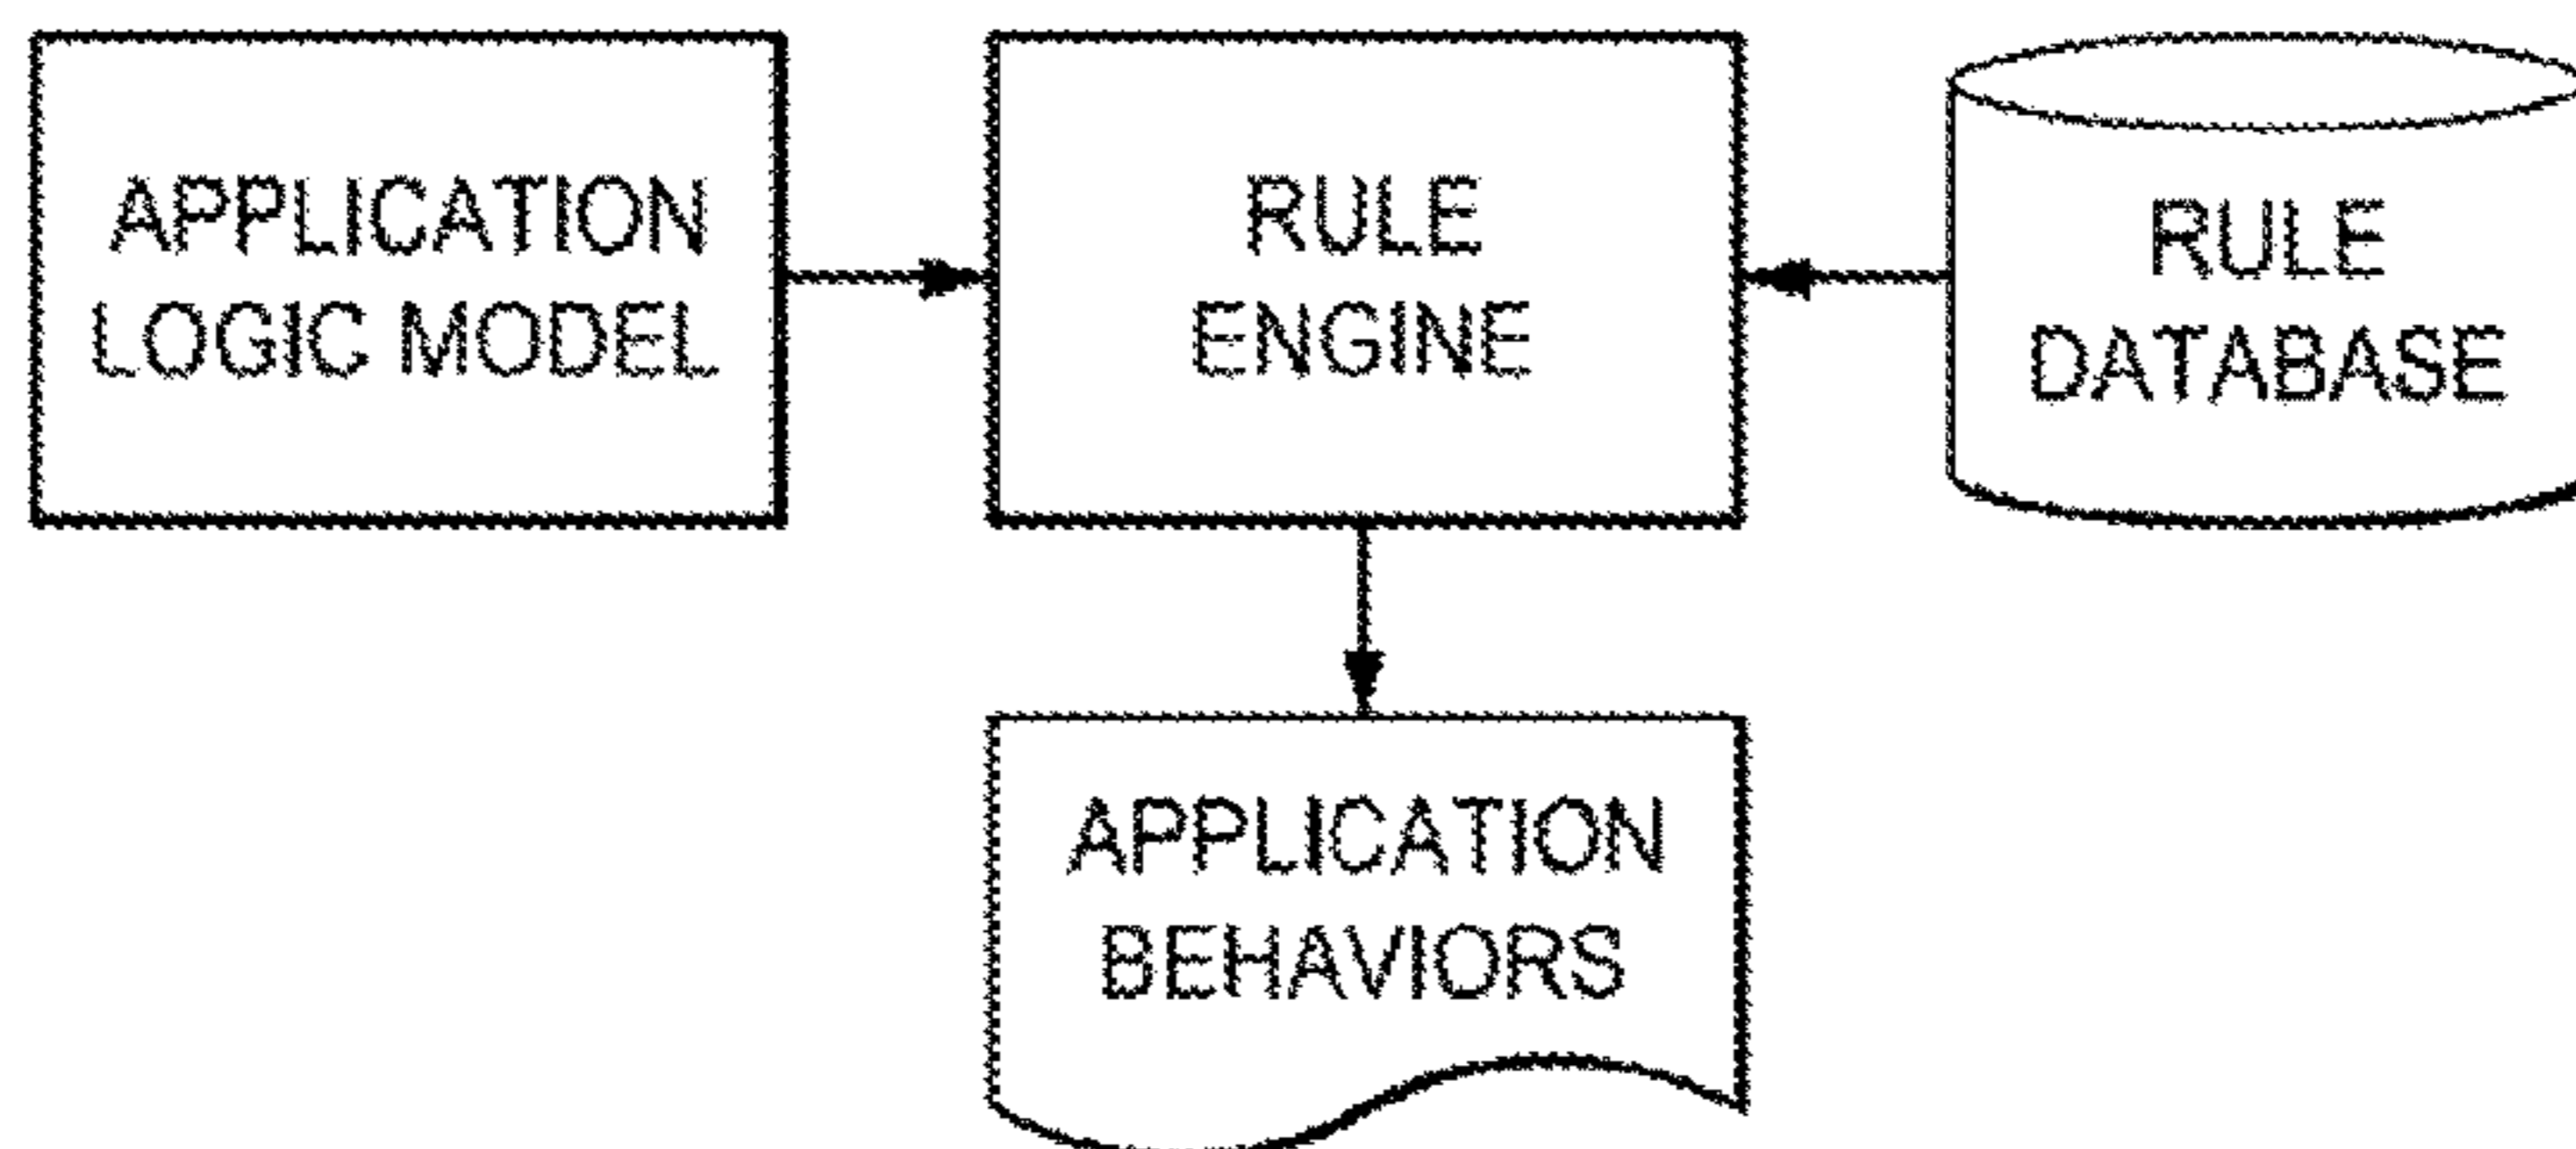 APPLICATION
LOGIC MODEL
RULE
ENGINE
RULE
DATABASE
APPLICATION
BEHAVIORS